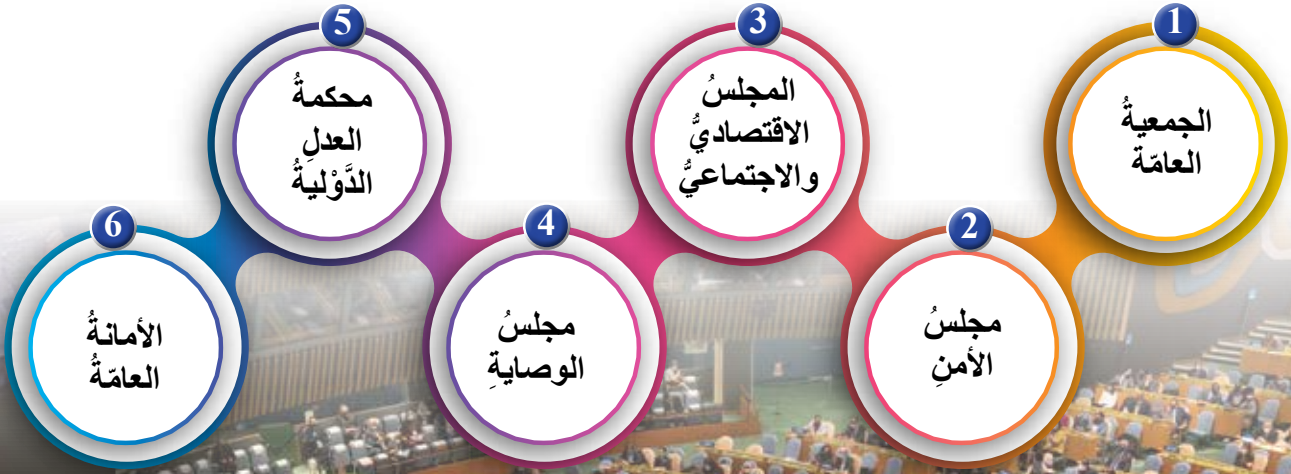 1
الجمعيةُ
العامّة
2
مجلسُ
الأمنِ
3
المجلسُ
الاقتصاديُّ
والاجتماعيُّ
4
مجلسُ
الوصايةِ
5
محكمةُ
العدلِ
الدَّوْليةُ
6
الأمانةُ
العامّةُ